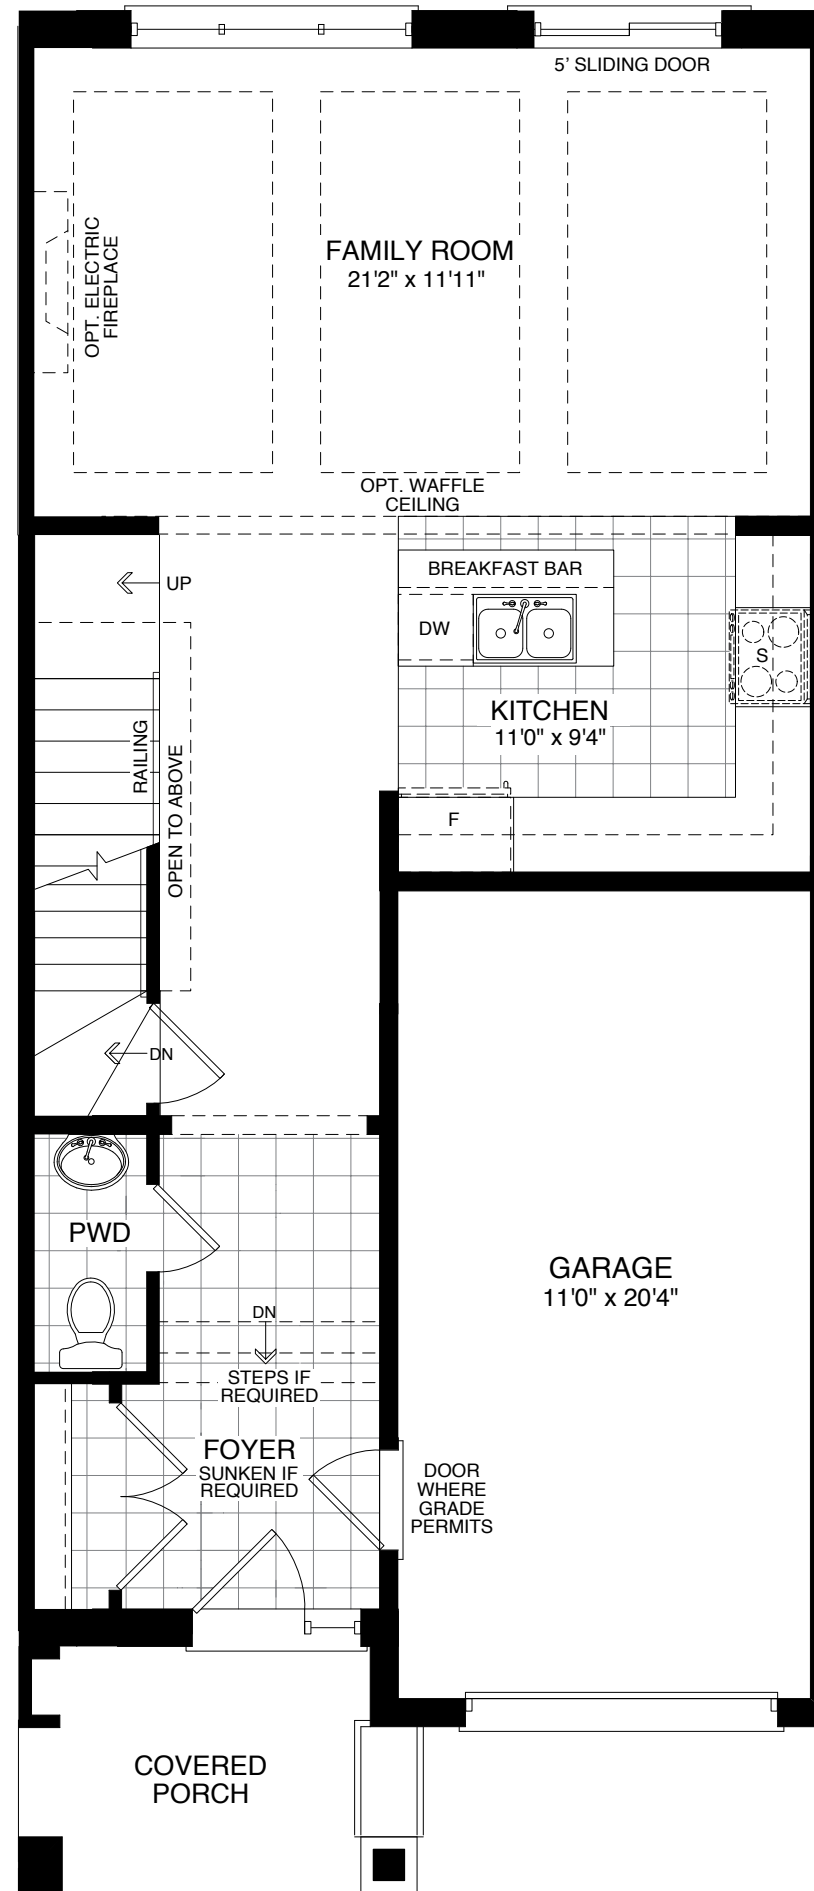 5' SLIDING DOOR
FAMILY ROOM
21'2" x 11'11"
OPT. ELECTRIC
FIREPLACE
OPT. WAFFLE
CEILING
UP
BREAKFAST BAR
DW
S
KITCHEN
11'0" x 9'4"
RAILING
OPEN TO ABOVE
F
DN
PWD
GARAGE
11'0" x 20'4"
DN
STEPS IF
REQUIRED
FOYER
SUNKEN IF
REQUIRED
DOOR
WHERE
GRADE
PERMITS
COVERED
PORCH